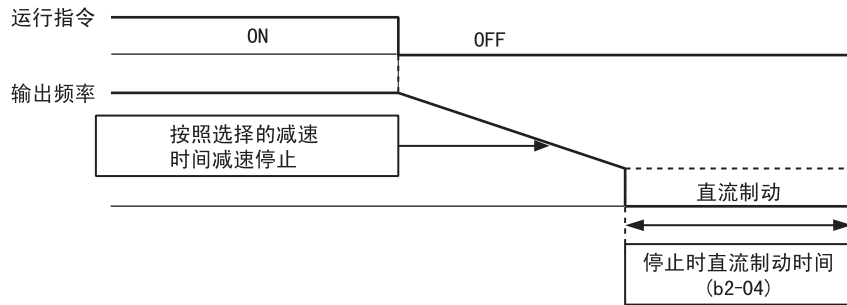 运行指令
ON
OFF
输出频率
按照选择的减速
时间减速停止
直流制动
停止时直流制动时间
(b2-04)